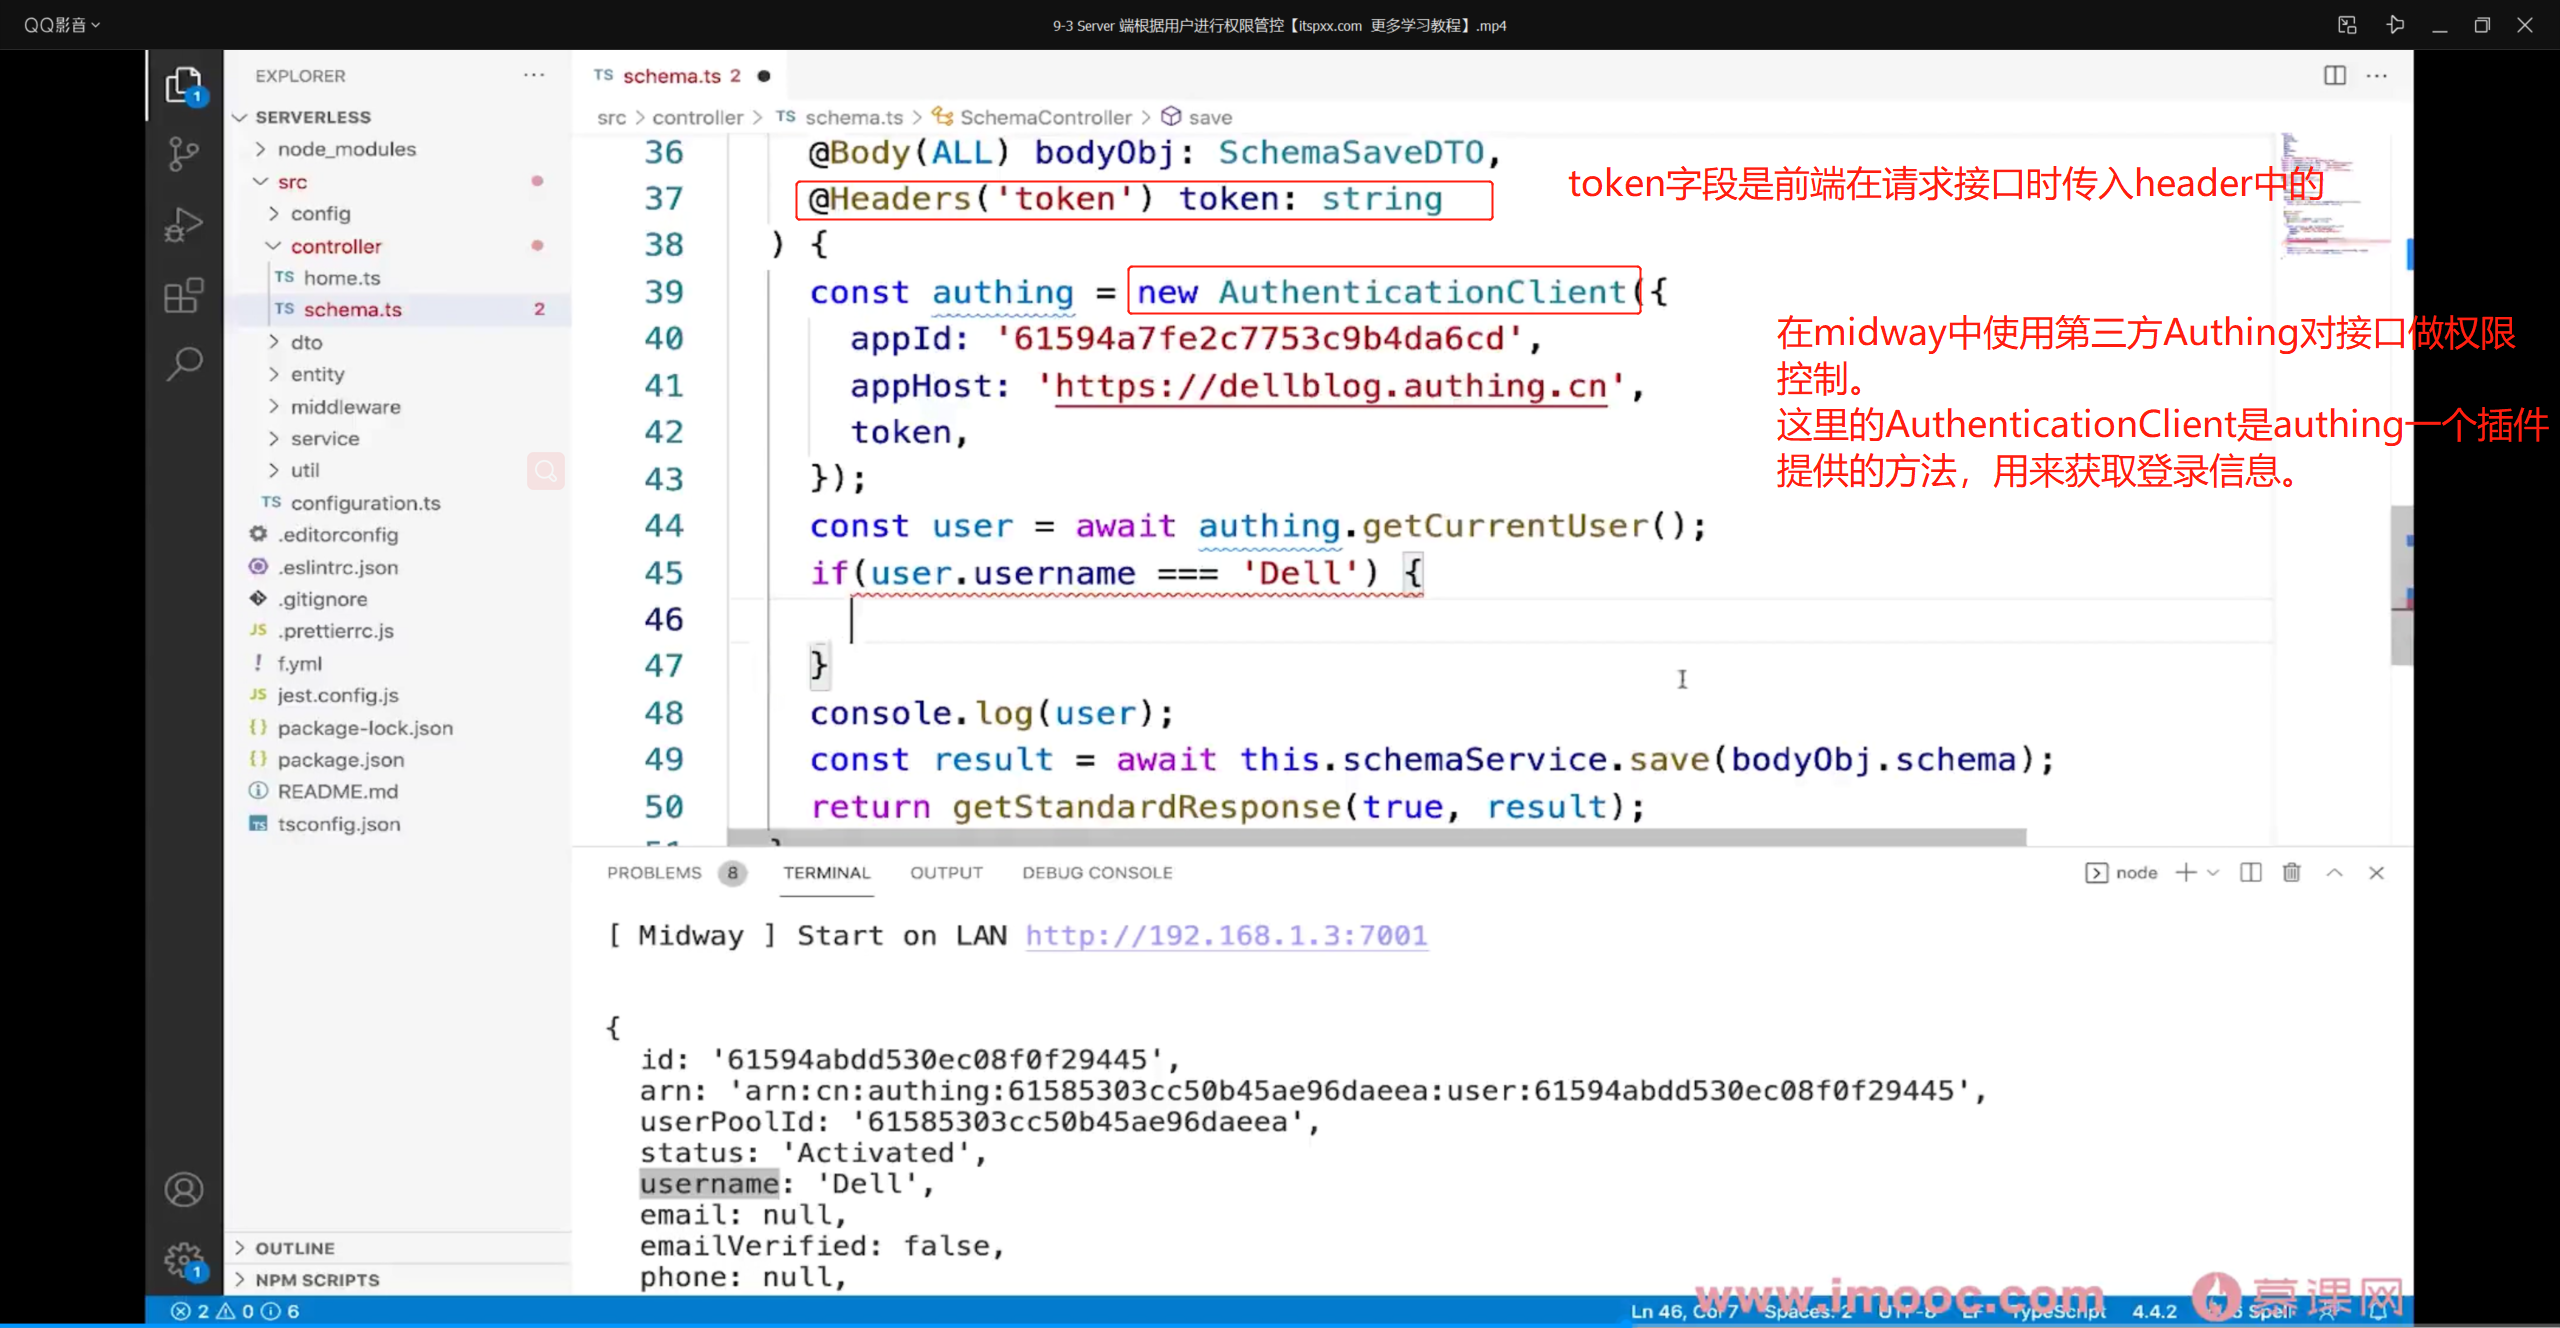 QQ影音
9-3 Server 端根据用户进行权限管控【itspxx.com 更多学习教程】.mp4
EXPLORER
SERVERLESS
node_modules
src
config
controller
TS home.ts
TS schema.ts 2
dto
entity
middleware
service
util
TS configuration.ts
.editorconfig
.eslintrc.json
.gitignore
JS .prettierrc.js
! f.yml
JS jest.config.js
{} package-lock.json
{} package.json
README.md
TS tsconfig.json
OUTLINE
NPM SCRIPTS
1
1
TS schema.ts 2
src > controller > TS schema.ts > SchemaController > save
36 @Body(ALL) bodyObj: SchemaSaveDTO,
37 @Headers('token') token: string
38 ) {
39 const authing = new AuthenticationClient({
40 appId: '61594a7fe2c7753c9b4da6cd',
41 appHost: 'https://dellblog.authing.cn',
42 token,
43 });
44 const user = await authing.getCurrentUser();
45 if(user.username === 'Dell') {
46
47 }
48 console.log(user);
49 const result = await this.schemaService.save(bodyObj.schema);
50 return getStandardResponse(true, result);
token字段是前端在请求接口时传入header中的
在midway中使用第三方Authing对接口做权限
控制。
这里的AuthenticationClient是authing一个插件
提供的方法，用来获取登录信息。
PROBLEMS 8 TERMINAL OUTPUT DEBUG CONSOLE
node
[ Midway ] Start on LAN http://192.168.1.3:7001
{
id: '61594abdd530ec08f0f29445',
arn: 'arn:cn:authing:61585303cc50b45ae96daeea:user:61594abdd530ec08f0f29445',
userPoolId: '61585303cc50b45ae96daeea',
status: 'Activated',
username: 'Dell',
email: null,
emailVerified: false,
phone: null,
www.imooc.com 慕课网
2 0 6
Ln 46, Col 7 Spaces: 2 UTF-8 LF TypeScript 4.4.2 6 Spell